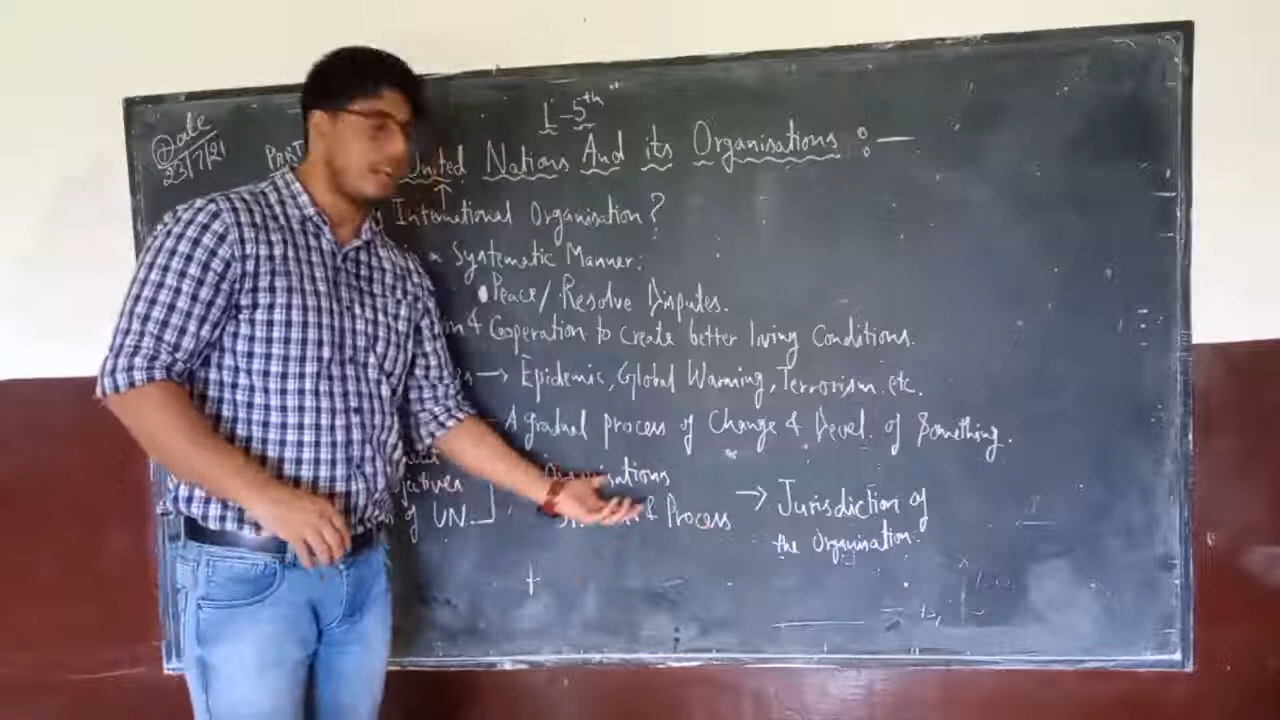 Date
23/7/21
L-5th
PART
United Nations And its Organisations :-
International Organisation?
in a Systematic Manner:
• Peace/ Resolve Disputes.
& Cooperation to create better living Conditions.
→ Epidemic, Global Warming, Terrorism etc.
- A gradual process of Change & Devel. of Something.
Organisations
& Process → Jurisdiction of
of UN
the Organisation.